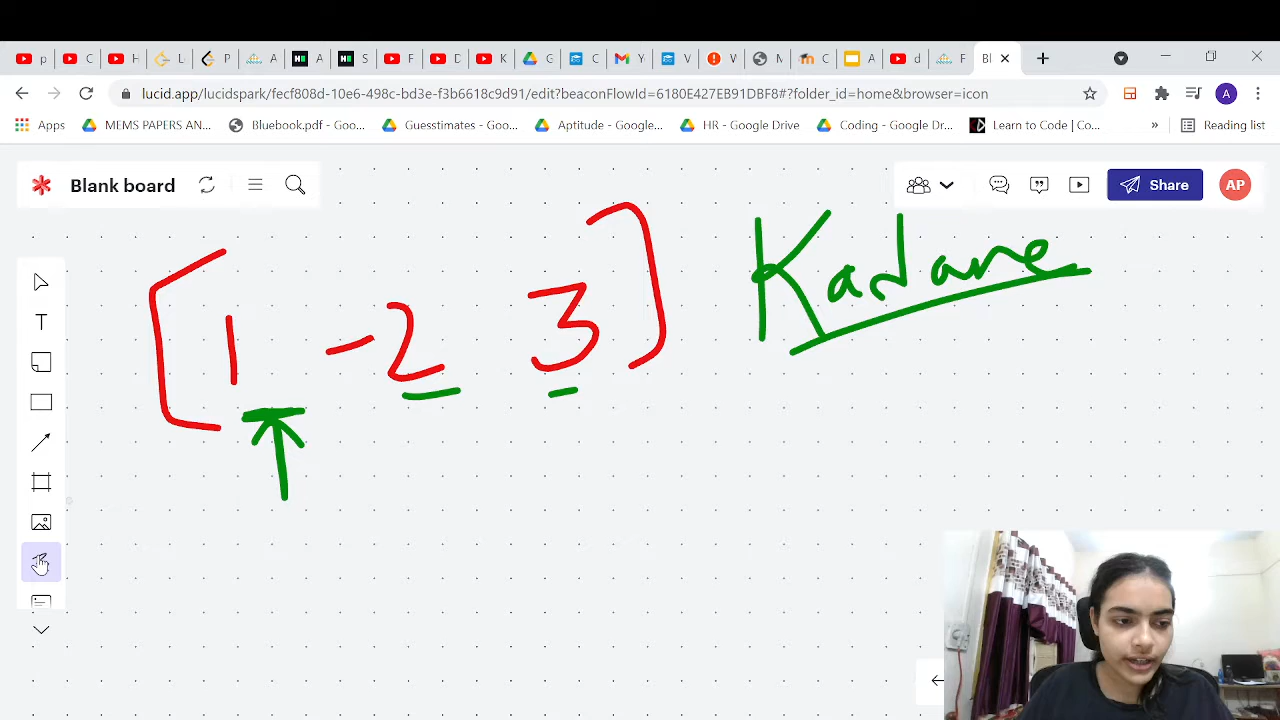 p C H L P A A S F D K G C Y V W M C A d F Bl
lucid.app/lucidspark/fecf808d-10e6-498c-bd3e-f3b6618c9d91/edit?beaconFlowId=6180E427EB91DBF8#?folder_id=home&browser=icon A
Apps MEMS PAPERS AN... Bluebook.pdf - Goo... Guesstimates - Goo... Aptitude - Google... HR - Google Drive Coding - Google Dr... Learn to Code | Co... » Reading list
Blank board Share AP
[1 -2 3] Kadane
T